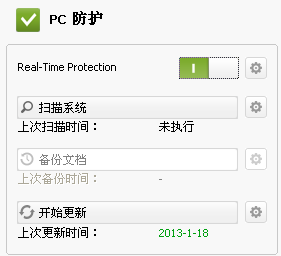 PC 防护
Real-Time Protection
扫描系统
上次扫描时间： 未执行
备份文档
上次备份时间： -
开始更新
上次更新时间： 2013-1-18